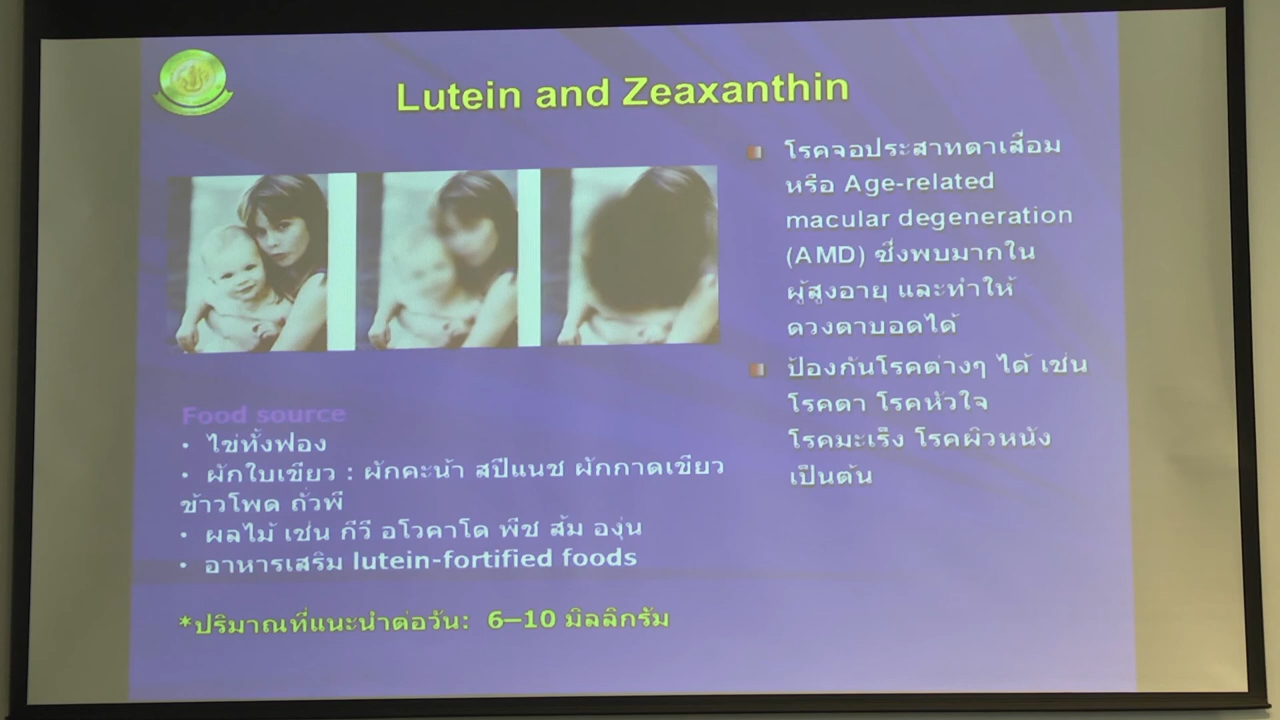 Lutein and Zeaxanthin
โรคจอประสาทตาเสื่อม
หรือ Age-related
macular degeneration
(AMD) ซึ่งพบมากใน
ผู้สูงอายุ และทำให้
ดวงตาบอดได้
ป้องกันโรคต่างๆ ได้ เช่น
โรคตา โรคหัวใจ
โรคมะเร็ง โรคผิวหนัง
เป็นต้น
Food source
• ไข่ทั้งฟอง
• ผักใบเขียว : ผักคะน้า สปีแนช ผักกาดเขียว
ข้าวโพด ถั่วพี
• ผลไม้ เช่น กีวี อโวคาโด พีช ส้ม องุ่น
• อาหารเสริม lutein-fortified foods
*ปริมาณที่แนะนำต่อวัน: 6–10 มิลลิกรัม